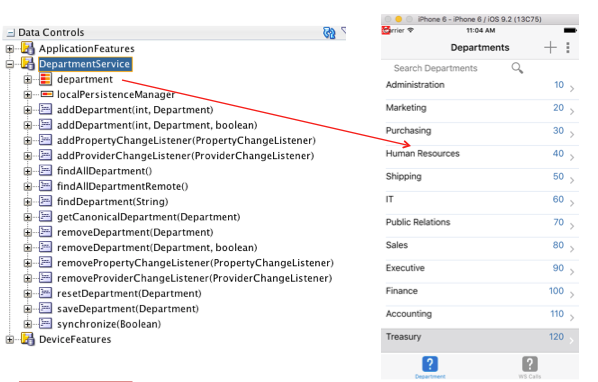 Data Controls
ApplicationFeatures
DepartmentService
department
localPersistenceManager
addDepartment(int, Department)
addDepartment(int, Department, boolean)
addPropertyChangeListener(PropertyChangeListener)
addProviderChangeListener(ProviderChangeListener)
findAllDepartment()
findAllDepartmentRemote()
findDepartment(String)
getCanonicalDepartment(Department)
removeDepartment(Department)
removeDepartment(Department, boolean)
removePropertyChangeListener(PropertyChangeListener)
removeProviderChangeListener(ProviderChangeListener)
resetDepartment(Department)
saveDepartment(Department)
synchronize(Boolean)
DeviceFeatures
iPhone 6 - iPhone 6 / iOS 9.2 (13C75)
11:04 AM
Departments
Search Departments
Administration 10
Marketing 20
Purchasing 30
Human Resources 40
Shipping 50
IT 60
Public Relations 70
Sales 80
Executive 90
Finance 100
Accounting 110
Treasury 120
? ?
Department WS Calls